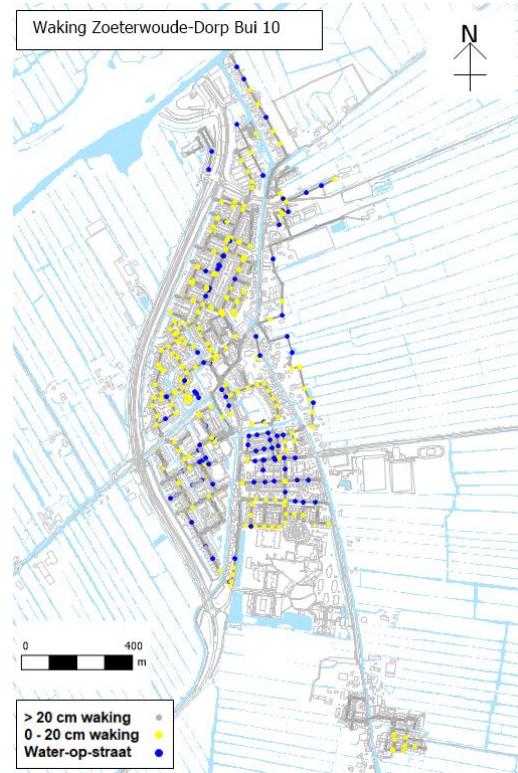 Waking Zoeterwoude-Dorp Bui 10
N
0 400
m
> 20 cm waking
0 - 20 cm waking
Water-op-straat